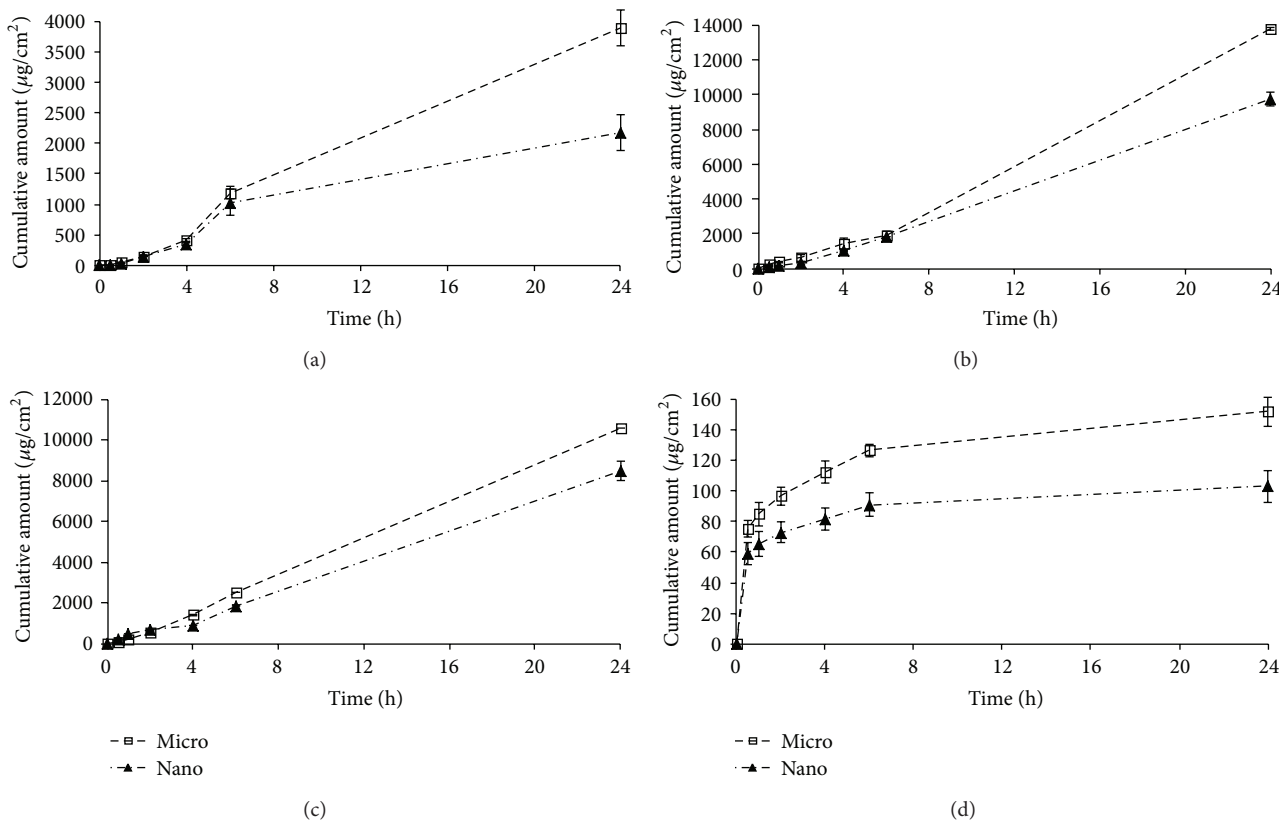 Cumulative amount (μg/cm²)
4000
3500
3000
2500
2000
1500
1000
500
0
0 4 8 12 16 20 24
Time (h)
(a)
Cumulative amount (μg/cm²)
14000
12000
10000
8000
6000
4000
2000
0
0 4 8 12 16 20 24
Time (h)
(b)
Cumulative amount (μg/cm²)
12000
10000
8000
6000
4000
2000
0
0 4 8 12 16 20 24
Time (h)
Micro
Nano
(c)
Cumulative amount (μg/cm²)
160
140
120
100
80
60
40
20
0
0 4 8 12 16 20 24
Time (h)
Micro
Nano
(d)